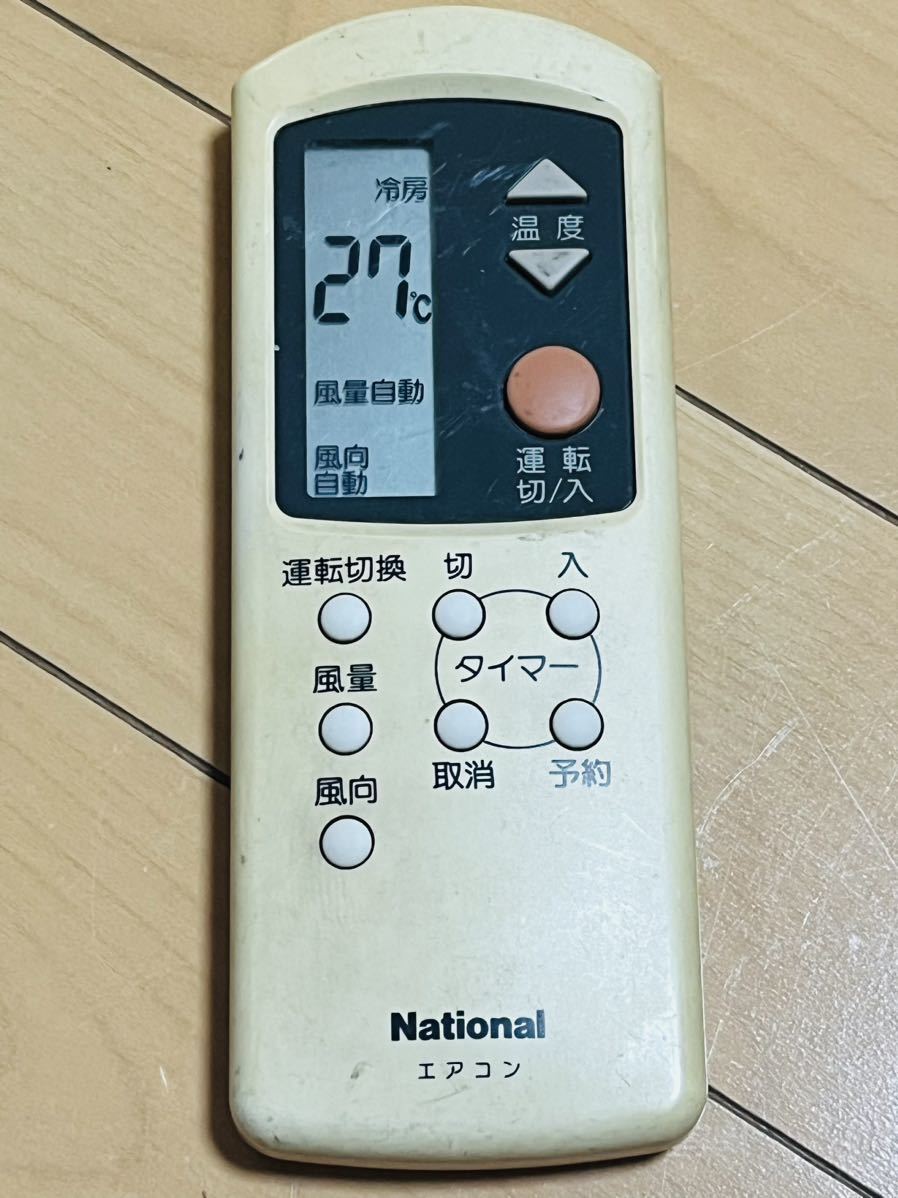 冷房
27℃
風量自動
風向
自動
温度
運転
切/入
運転切換
切
入
風量
タイマー
風向
取消
予約
National
エアコン